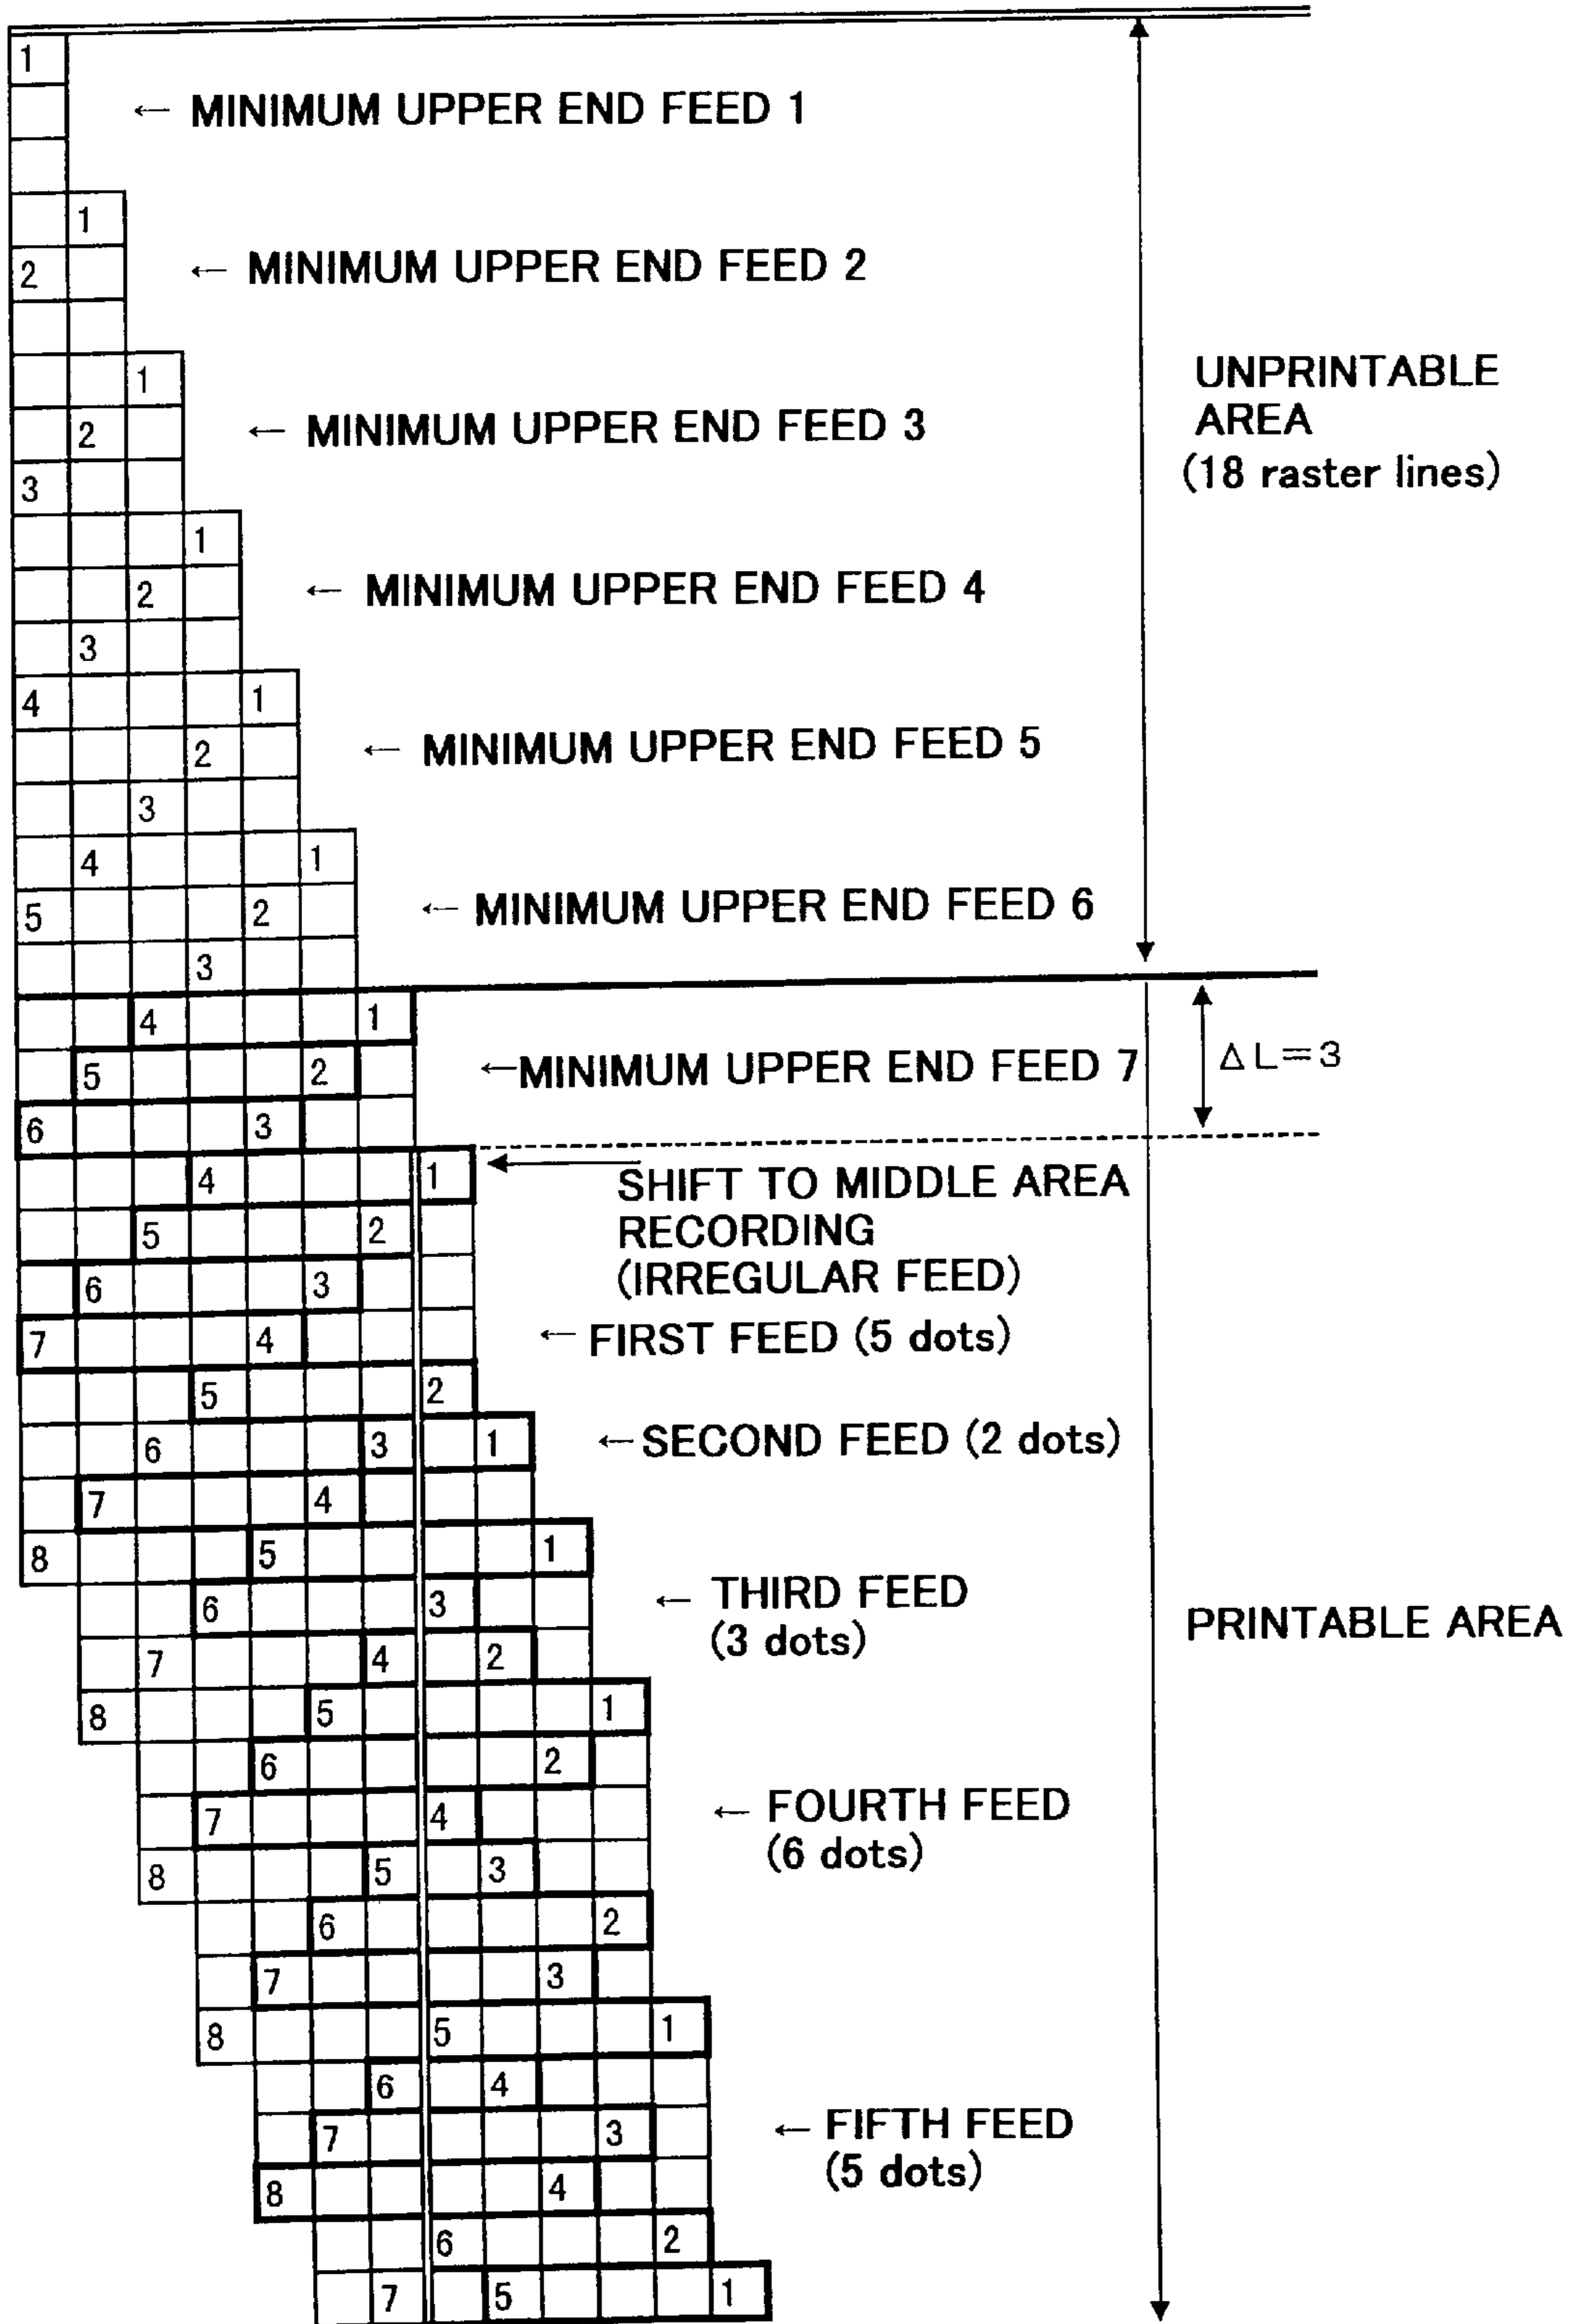 1
← MINIMUM UPPER END FEED 1
1
2 ← MINIMUM UPPER END FEED 2
1
UNPRINTABLE
AREA
(18 raster lines)
2 ← MINIMUM UPPER END FEED 3
3
1
2 ← MINIMUM UPPER END FEED 4
3
4 1
2 ← MINIMUM UPPER END FEED 5
3
4 1
5 2 ← MINIMUM UPPER END FEED 6
3
4 1
5 2 ←MINIMUM UPPER END FEED 7
ΔL=3
6 3
4 1
SHIFT TO MIDDLE AREA
RECORDING
(IRREGULAR FEED)
5 2
6 3
7 4 ← FIRST FEED (5 dots)
5 2
6 3 1 ←SECOND FEED (2 dots)
7 4
8 5 1
6 3 ← THIRD FEED
(3 dots)
PRINTABLE AREA
7 4 2
8 5 1
6 2
7 4 ← FOURTH FEED
(6 dots)
8 5 3
6 2
7 3
8 5 1
6 4
7 3 ← FIFTH FEED
(5 dots)
8 4
6 2
7 5 1